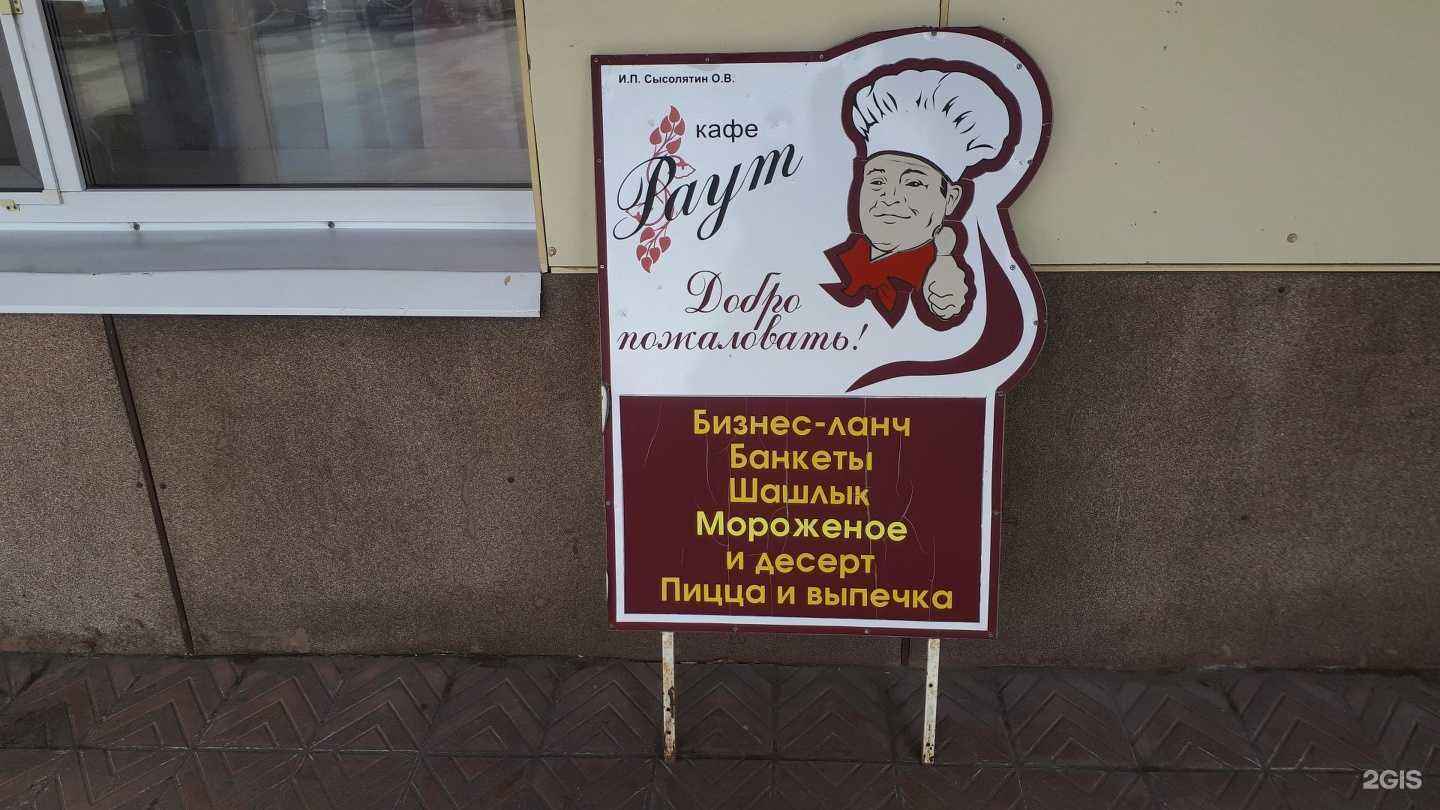 И.П. Сысолятин О.В.
кафе
Раут
Добро
пожаловать!
Бизнес-ланч
Банкеты
Шашлык
Мороженое
и десерт
Пицца и выпечка
2GIS